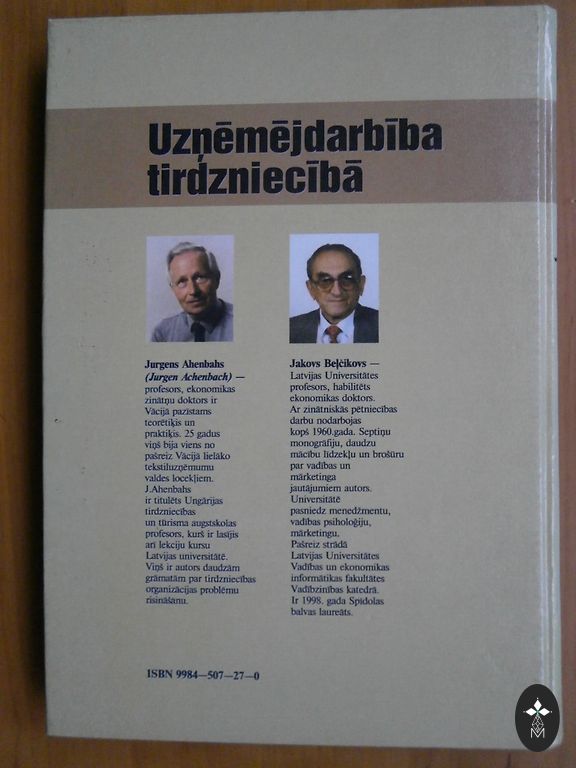 Uzņēmējdarbība
tirdzniecībā
Jurgens Ahenbahs
(Jurgen Achenbach) —
profesors, ekonomikas
zinātņu doktors ir
Vācijā pazīstams
teorētiķis un
praktiķis. 25 gadus
viņš bija viens no
pašreiz Vācijā lielāko
tekstiluzņēmumu
valdes locekļiem.
J.Ahenbahs
ir titulēts Ungārijas
tirdzniecības
un tūrisma augstskolas
profesors, kurš ir lasījis
arī lekciju kursu
Latvijas universitātē.
Viņš ir autors daudzām
grāmatām par tirdzniecības
organizācijas problēmu
risināšanu.
Jakovs Beļčikovs —
Latvijas Universitātes
profesors, habilitēts
ekonomikas doktors.
Ar zinātniskās pētniecības
darbu nodarbojas
kopš 1960.gada. Septiņu
monogrāfiju, daudzu
mācību līdzekļu un brošūru
par vadības un
mārketinga
jautājumiem autors.
Universitātē
pasniedz menedžmentu,
vadības psiholoģiju,
mārketingu.
Pašreiz strādā
Latvijas Universitātes
Vadības un ekonomikas
informātikas fakultātes
Vadībzinības katedrā.
Ir 1998. gada Spīdolas
balvas laureāts.
ISBN 9984—507—27—0